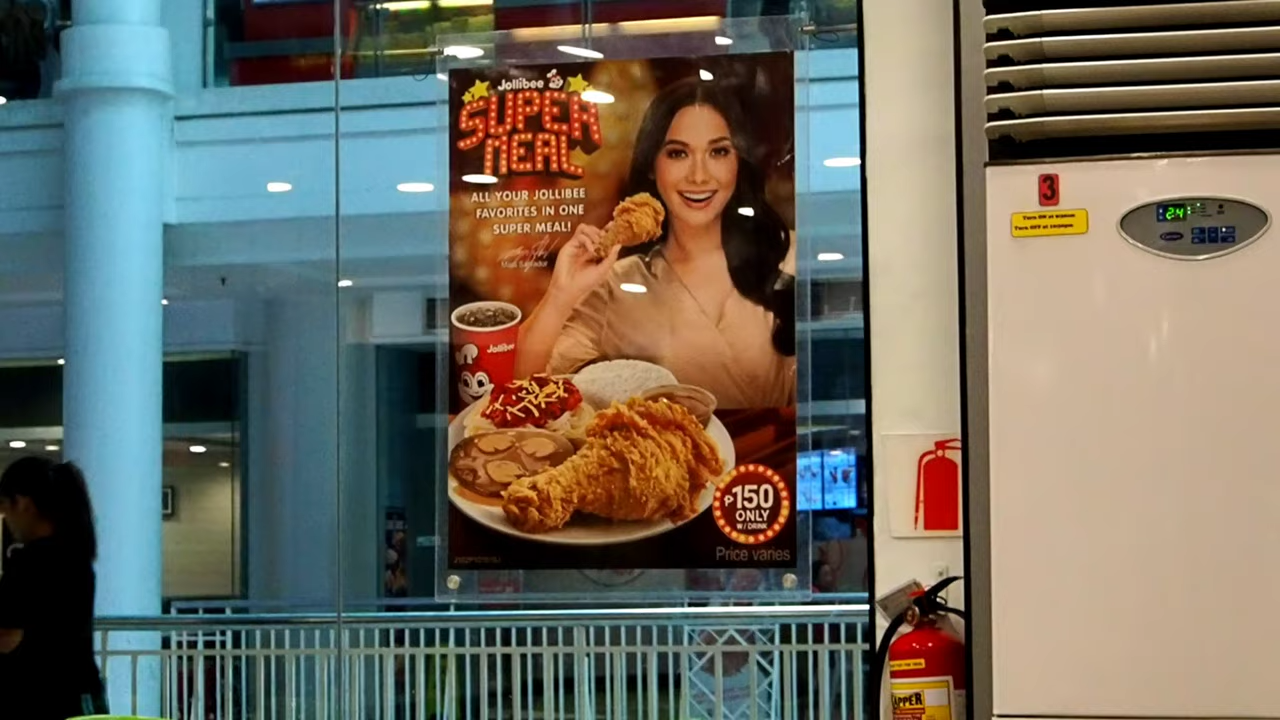 Jollibee
SUPER
MEAL
ALL YOUR JOLLIBEE
FAVORITES IN ONE
SUPER MEAL!
Jollibee
₱150
ONLY
W/ DRINK
Price varies
3
24
Carrier